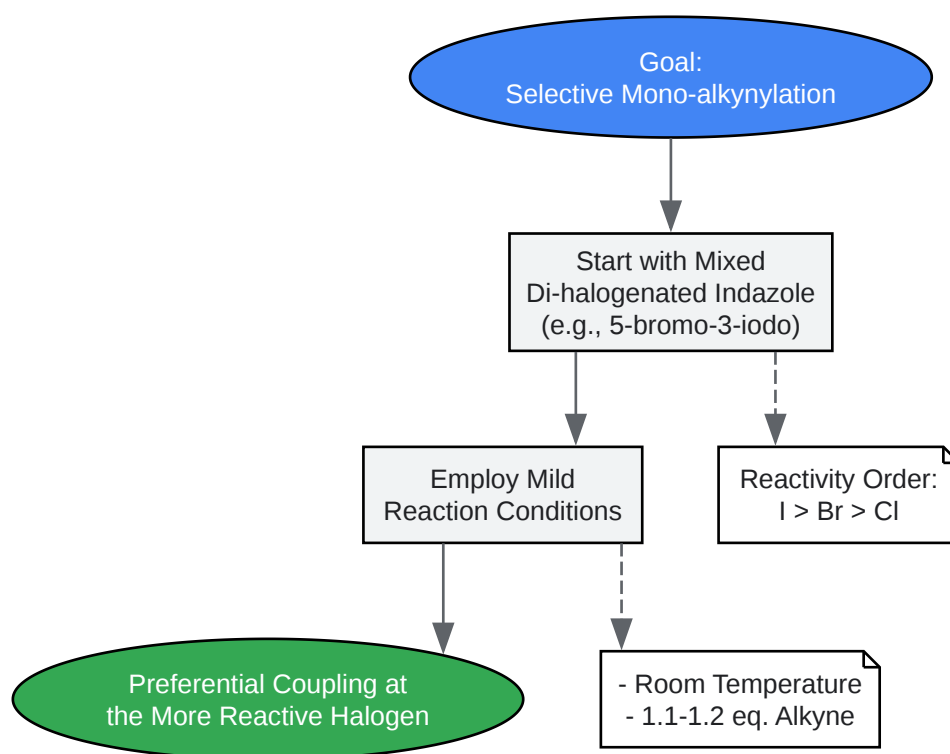 Goal:
Selective Mono-alkynylation
Start with Mixed
Di-halogenated Indazole
(e.g., 5-bromo-3-iodo)
Employ Mild
Reaction Conditions
Reactivity Order:
I > Br > Cl
Preferential Coupling at
the More Reactive Halogen
- Room Temperature
- 1.1-1.2 eq. Alkyne